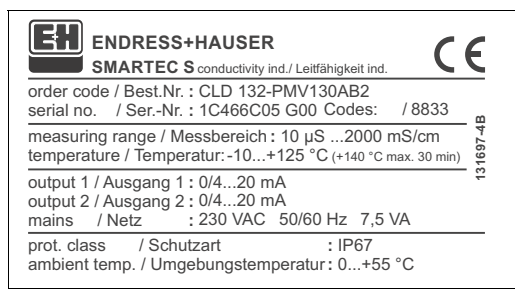 E+H
ENDRESS+HAUSER
SMARTEC S conductivity ind./ Leitfähigkeit ind.
CE
order code / Best.Nr. : CLD 132-PMV130AB2
serial no. / Ser.-Nr. : 1C466C05 G00 Codes: / 8833
measuring range / Messbereich : 10 µS ...2000 mS/cm
temperature / Temperatur: -10...+125 °C (+140 °C max. 30 min)
131697-4B
output 1 / Ausgang 1 : 0/4...20 mA
output 2 / Ausgang 2 : 0/4...20 mA
mains / Netz : 230 VAC 50/60 Hz 7,5 VA
prot. class / Schutzart : IP67
ambient temp. / Umgebungstemperatur : 0...+55 °C